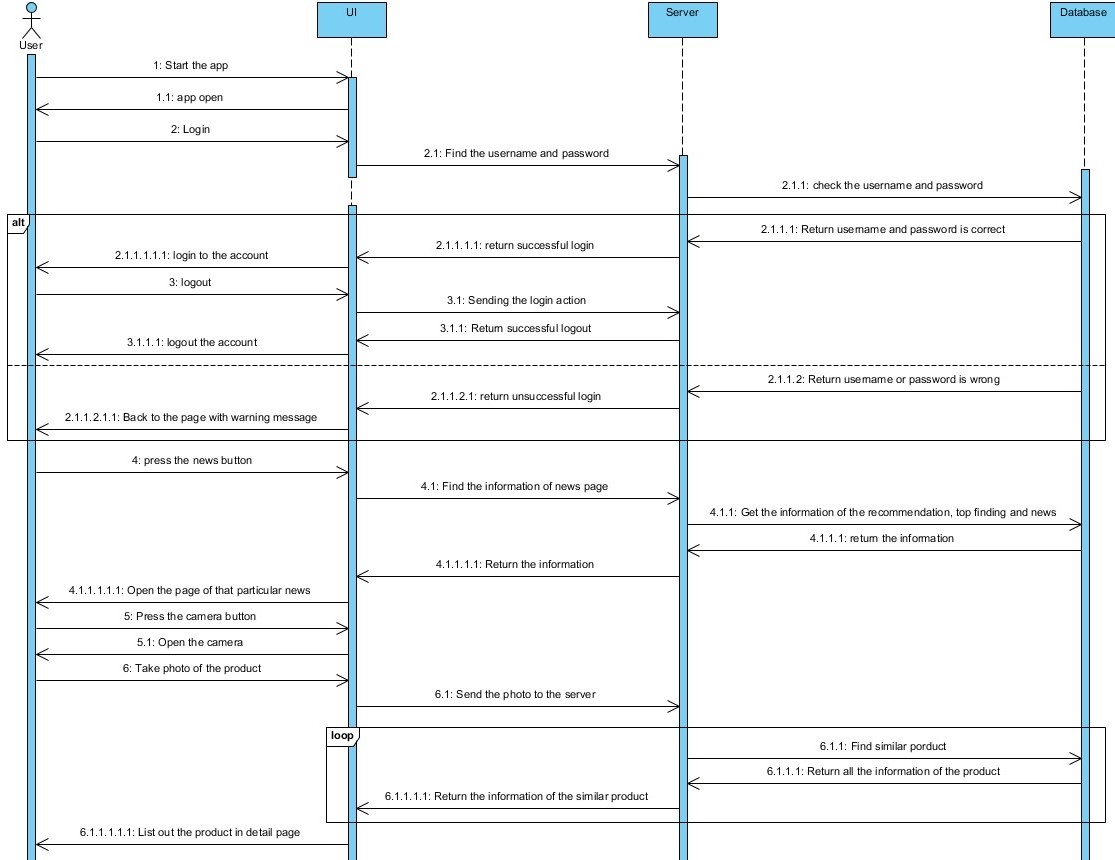 UI
Server
Database
User
1: Start the app
1.1: app open
2: Login
2.1: Find the username and password
2.1.1: check the username and password
alt
2.1.1.1: Return username and password is correct
2.1.1.1.1: return successful login
2.1.1.1.1.1: login to the account
3: logout
3.1: Sending the login action
3.1.1: Return successful logout
3.1.1.1: logout the account
2.1.1.2: Return username or password is wrong
2.1.1.2.1: return unsuccessful login
2.1.1.2.1.1: Back to the page with warning message
4: press the news button
4.1: Find the information of news page
4.1.1: Get the information of the recommendation, top finding and news
4.1.1.1: return the information
4.1.1.1.1: Return the information
4.1.1.1.1.1: Open the page of that particular news
5: Press the camera button
5.1: Open the camera
6: Take photo of the product
6.1: Send the photo to the server
loop
6.1.1: Find similar porduct
6.1.1.1: Return all the information of the product
6.1.1.1.1: Return the information of the similar product
6.1.1.1.1.1: List out the product in detail page